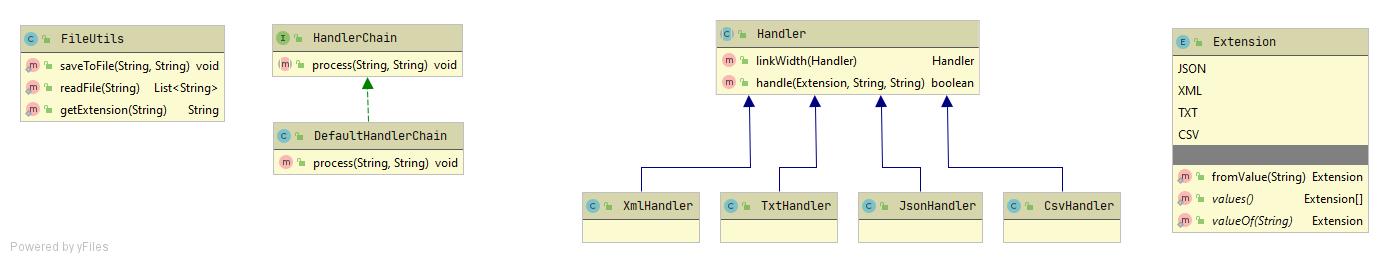 C FileUtils
m saveToFile(String, String) void
m readFile(String) List<String>
m getExtension(String) String
I HandlerChain
m process(String, String) void
C DefaultHandlerChain
m process(String, String) void
C Handler
m linkWidth(Handler) Handler
m handle(Extension, String, String) boolean
C XmlHandler
C TxtHandler
C JsonHandler
C CsvHandler
E Extension
JSON
XML
TXT
CSV
m fromValue(String) Extension
m values() Extension[]
m valueOf(String) Extension
Powered by yFiles